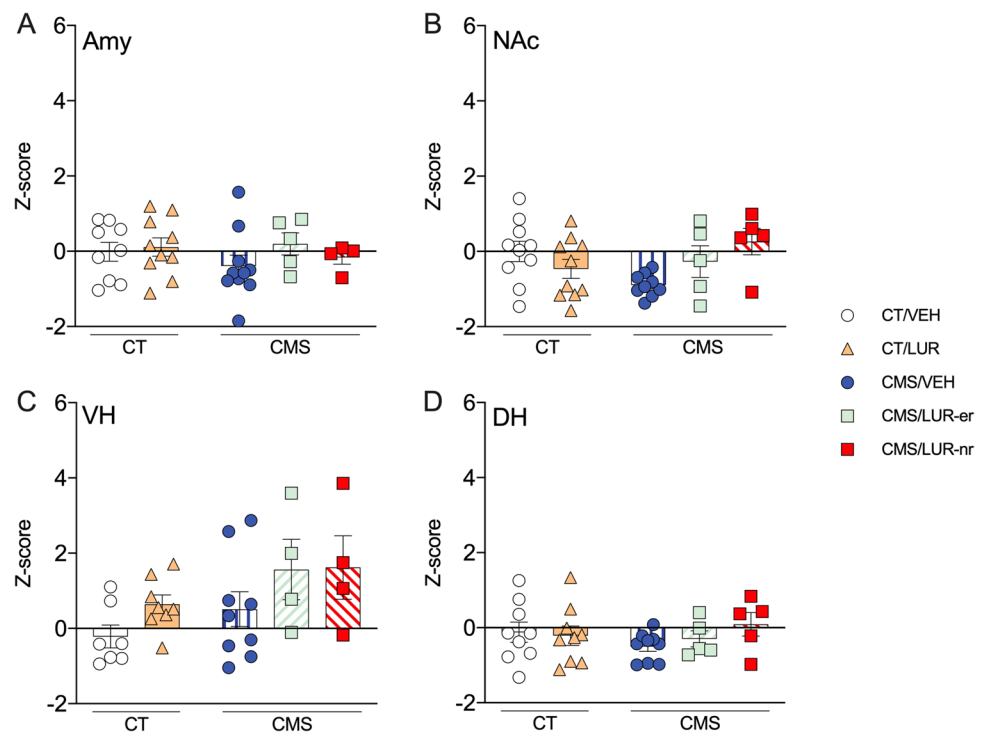 A
Amy
Z-score
6
4
2
0
-2
CT
CMS
B
NAc
Z-score
6
4
2
0
-2
CT
CMS
CT/VEH
CT/LUR
CMS/VEH
CMS/LUR-er
CMS/LUR-nr
C
VH
Z-score
6
4
2
0
-2
CT
CMS
D
DH
Z-score
6
4
2
0
-2
CT
CMS